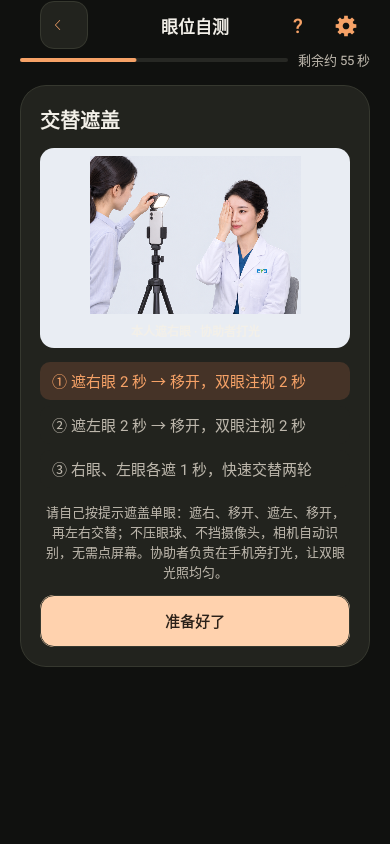 眼位自测
?
剩余约 55 秒
交替遮盖
EYE
① 遮右眼 2 秒 → 移开，双眼注视 2 秒
② 遮左眼 2 秒 → 移开，双眼注视 2 秒
③ 右眼、左眼各遮 1 秒，快速交替两轮
请自己按提示遮盖单眼：遮右、移开、遮左、移开，
再左右交替；不压眼球、不挡摄像头，相机自动识
别，无需点屏幕。协助者负责在手机旁打光，让双眼
光照均匀。
准备好了